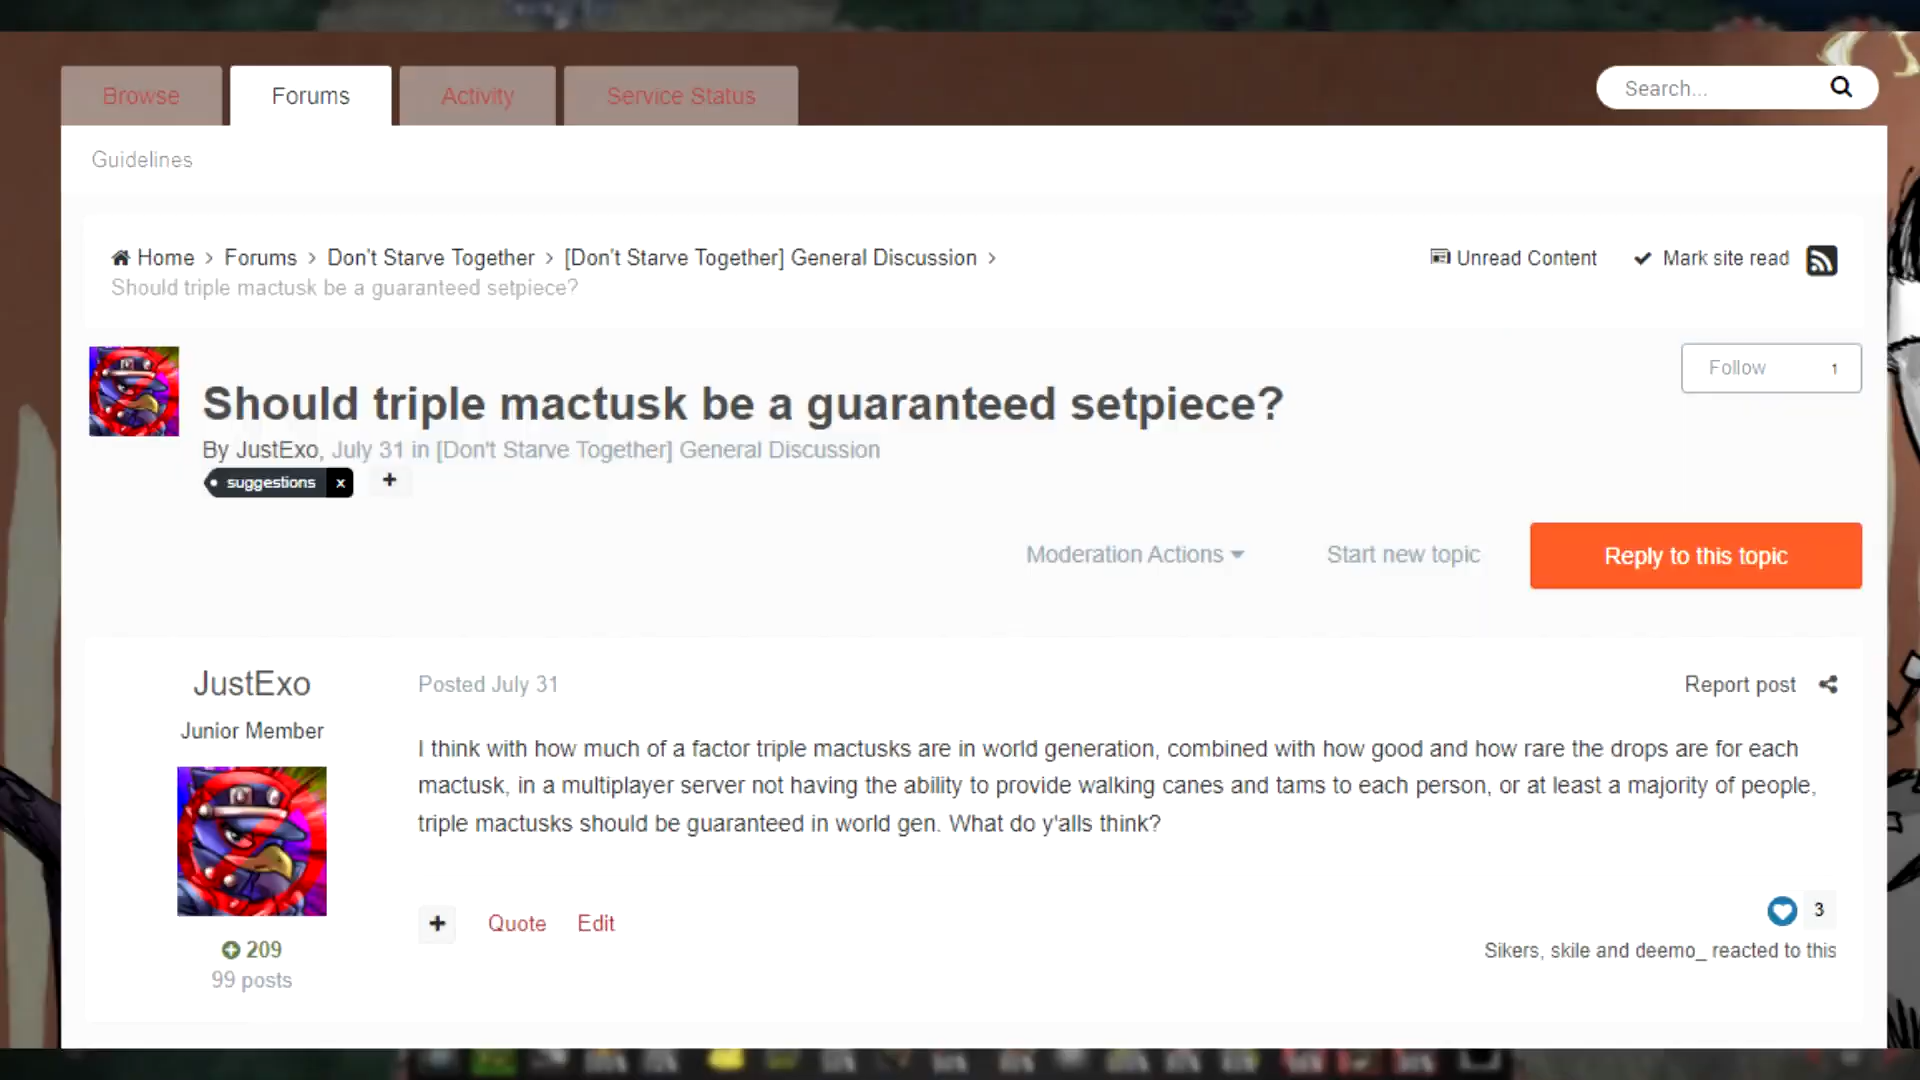 Browse
Forums
Activity
Service Status
Search...
Guidelines
Home > Forums > Don't Starve Together > [Don't Starve Together] General Discussion >
Should triple mactusk be a guaranteed setpiece?
Unread Content
Mark site read
Should triple mactusk be a guaranteed setpiece?
Follow 1
By JustExo, July 31 in [Don't Starve Together] General Discussion
suggestions x +
Moderation Actions
Start new topic
Reply to this topic
JustExo
Junior Member
209
99 posts
Posted July 31
Report post
I think with how much of a factor triple mactusks are in world generation, combined with how good and how rare the drops are for each
mactusk, in a multiplayer server not having the ability to provide walking canes and tams to each person, or at least a majority of people,
triple mactusks should be guaranteed in world gen. What do y'alls think?
+ Quote Edit
3
Sikers, skile and deemo_ reacted to this